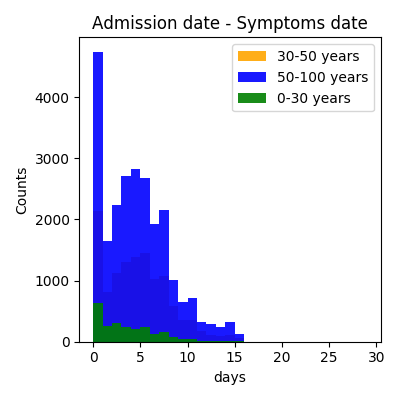 Admission date - Symptoms date
30-50 years
50-100 years
0-30 years
4000
3000
2000
1000
0
Counts
0 5 10 15 20 25 30
days